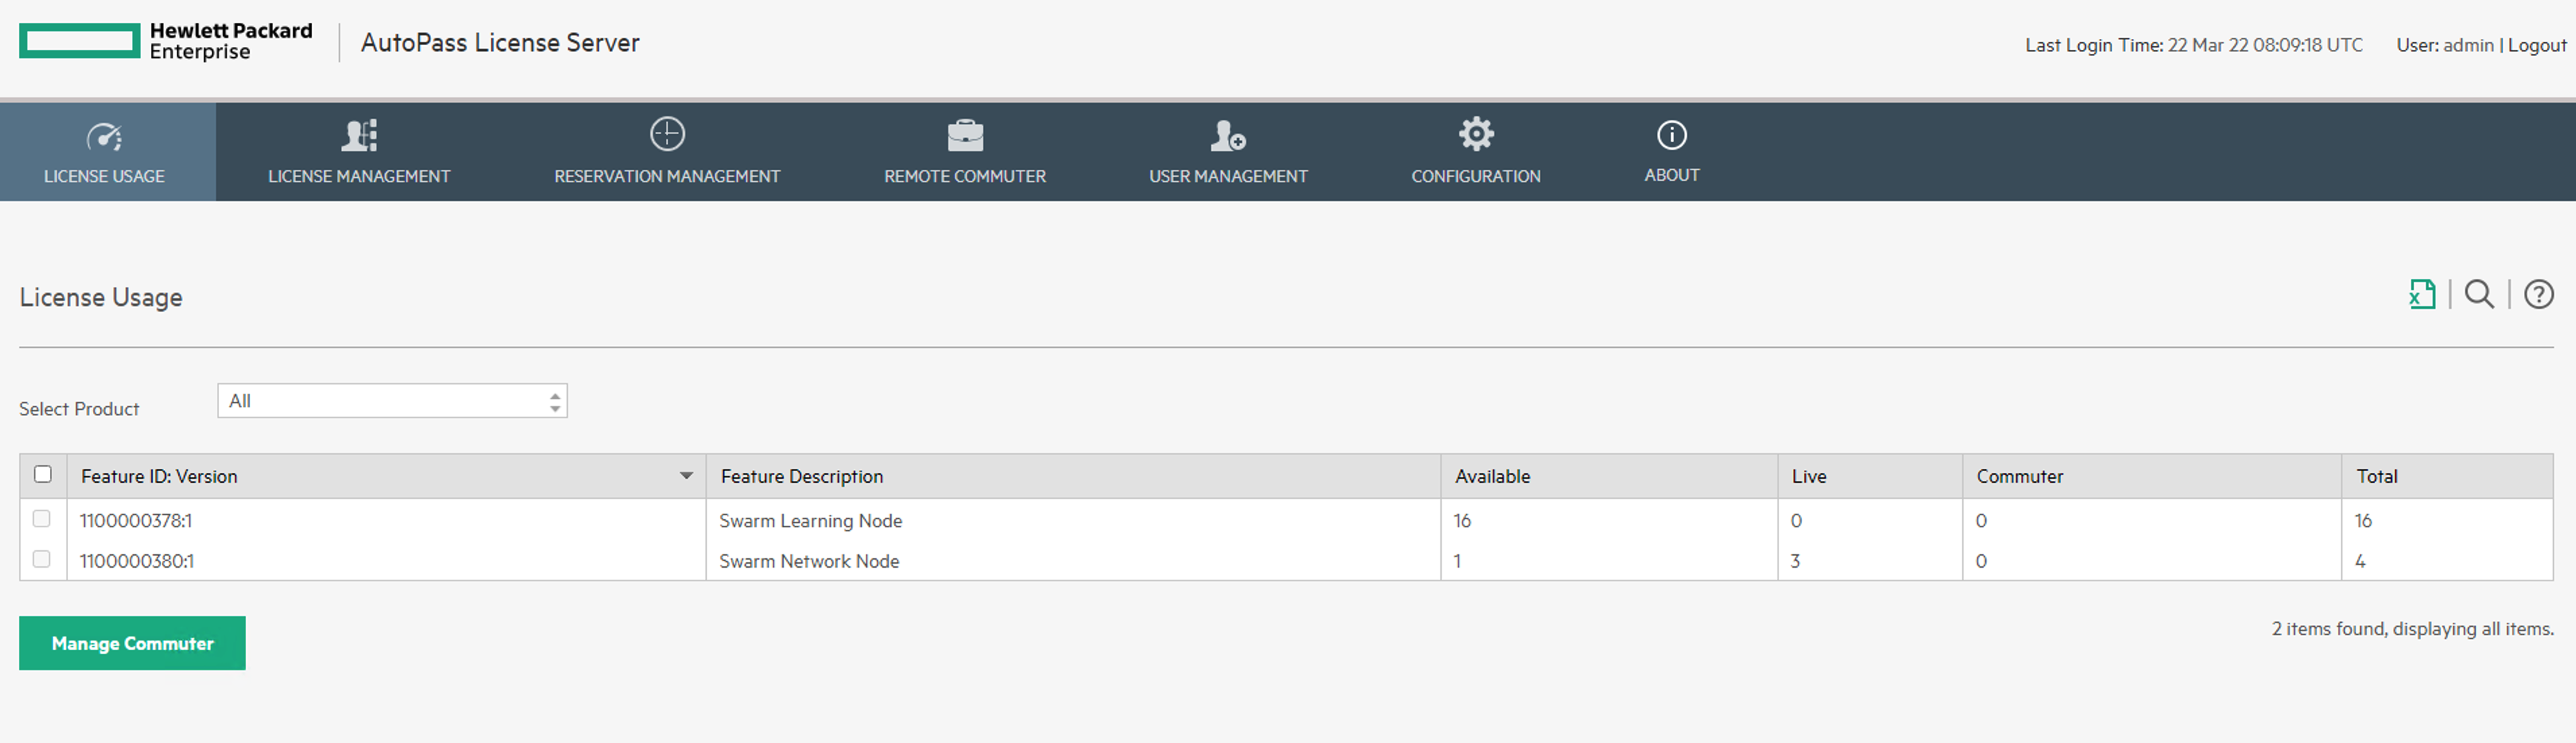 Hewlett Packard
Enterprise
AutoPass License Server
Last Login Time: 22 Mar 22 08:09:18 UTC User: admin | Logout
LICENSE USAGE LICENSE MANAGEMENT RESERVATION MANAGEMENT REMOTE COMMUTER USER MANAGEMENT CONFIGURATION ABOUT
License Usage
Select Product All
Feature ID: Version Feature Description Available Live Commuter Total
1100000378:1 Swarm Learning Node 16 0 0 16
1100000380:1 Swarm Network Node 1 3 0 4
Manage Commuter
2 items found, displaying all items.